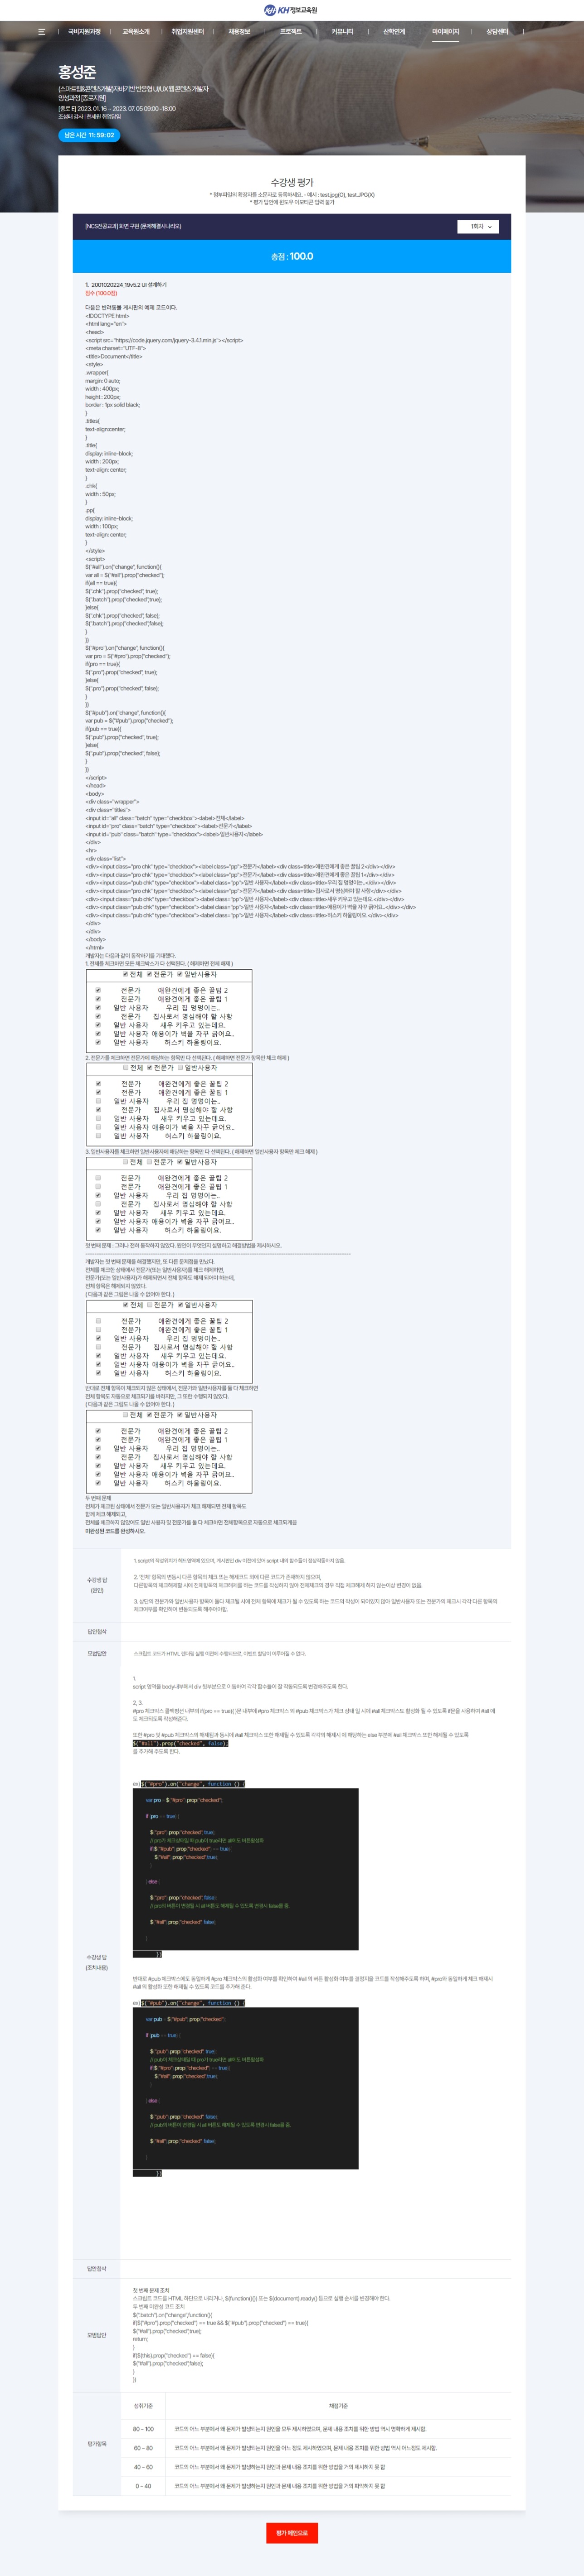 KH정보교육원
국비지원과정 교육원소개 취업지원센터 채용정보 프로젝트 커뮤니티 산학연계 마이페이지 상담센터
홍성준
(스마트웹&콘텐츠개발)자바기반 반응형 UI/UX 웹 콘텐츠 개발자
양성과정 [종로지원]
[종로 E] 2023. 01. 16 ~ 2023. 07. 05 09:00~18:00
조성태 강사 | 천세원 취업담임
남은 시간 11: 59: 02
수강생 평가
* 첨부파일의 확장자를 소문자로 등록하세요. - 예시 : test.jpg(O), test.JPG(X)
* 평가 답안에 윈도우 이모티콘 입력 불가
[NCS전공교과] 화면 구현 (문제해결시나리오)
1회차
총점 : 100.0
1. 2001020224_19v5.2 UI 설계하기
점수 (100.0점)
다음은 반려동물 게시판의 예제 코드이다.
<!DOCTYPE html>
<html lang="en">
<head>
<script src="https://code.jquery.com/jquery-3.4.1.min.js"></script>
<meta charset="UTF-8">
<title>Document</title>
<style>
.wrapper{
margin: 0 auto;
width : 400px;
height : 200px;
border : 1px solid black;
}
.titles{
text-align:center;
}
.title{
display: inline-block;
width : 200px;
text-align: center;
}
.chk{
width : 50px;
}
.pp{
display: inline-block;
width : 100px;
text-align: center;
}
</style>
<script>
$("#all").on("change", function(){
var all = $("#all").prop("checked");
if(all == true){
$(".chk").prop("checked", true);
$(".batch").prop("checked",true);
}else{
$(".chk").prop("checked", false);
$(".batch").prop("checked",false);
}
})
$("#pro").on("change", function(){
var pro = $("#pro").prop("checked");
if(pro == true){
$(".pro").prop("checked", true);
}else{
$(".pro").prop("checked", false);
}
})
$("#pub").on("change", function(){
var pub = $("#pub").prop("checked");
if(pub == true){
$(".pub").prop("checked", true);
}else{
$(".pub").prop("checked", false);
}
})
</script>
</head>
<body>
<div class="wrapper">
<div class="titles">
<input id="all" class="batch" type="checkbox"><label>전체</label>
<input id="pro" class="batch" type="checkbox"><label>전문가</label>
<input id="pub" class="batch" type="checkbox"><label>일반사용자</label>
</div>
<hr>
<div class="list">
<div><input class="pro chk" type="checkbox"><label class="pp">전문가</label><div class=title>애완견에게 좋은 꿀팁 2</div></div>
<div><input class="pro chk" type="checkbox"><label class="pp">전문가</label><div class=title>애완견에게 좋은 꿀팁 1</div></div>
<div><input class="pub chk" type="checkbox"><label class="pp">일반 사용자</label><div class=title>우리 집 멍멍이는..</div></div>
<div><input class="pro chk" type="checkbox"><label class="pp">전문가</label><div class=title>집사로서 명심해야 할 사항</div></div>
<div><input class="pub chk" type="checkbox"><label class="pp">일반 사용자</label><div class=title>새우 키우고 있는데요.</div></div>
<div><input class="pub chk" type="checkbox"><label class="pp">일반 사용자</label><div class=title>애용이가 벽을 자꾸 긁어요..</div></div>
<div><input class="pub chk" type="checkbox"><label class="pp">일반 사용자</label><div class=title>허스키 하울링이요.</div></div>
</div>
</div>
</body>
</html>
개발자는 다음과 같이 동작하기를 기대했다.
1. 전체를 체크하면 모든 체크박스가 다 선택된다. ( 해제하면 전체 해제 )
전체 전문가 일반사용자
전문가 애완견에게 좋은 꿀팁 2
전문가 애완견에게 좋은 꿀팁 1
일반 사용자 우리 집 멍멍이는..
전문가 집사로서 명심해야 할 사항
일반 사용자 새우 키우고 있는데요.
일반 사용자 애용이가 벽을 자꾸 긁어요..
일반 사용자 허스키 하울링이요.
2. 전문가를 체크하면 전문가에 해당하는 항목만 다 선택된다. ( 해제하면 전문가 항목만 체크 해제 )
전체 전문가 일반사용자
전문가 애완견에게 좋은 꿀팁 2
전문가 애완견에게 좋은 꿀팁 1
일반 사용자 우리 집 멍멍이는..
전문가 집사로서 명심해야 할 사항
일반 사용자 새우 키우고 있는데요.
일반 사용자 애용이가 벽을 자꾸 긁어요..
일반 사용자 허스키 하울링이요.
3. 일반사용자를 체크하면 일반사용자에 해당하는 항목만 다 선택된다. ( 해제하면 일반사용자 항목만 체크 해제 )
전체 전문가 일반사용자
전문가 애완견에게 좋은 꿀팁 2
전문가 애완견에게 좋은 꿀팁 1
일반 사용자 우리 집 멍멍이는..
전문가 집사로서 명심해야 할 사항
일반 사용자 새우 키우고 있는데요.
일반 사용자 애용이가 벽을 자꾸 긁어요..
일반 사용자 허스키 하울링이요.
첫 번째 문제 : 그러나 전혀 동작하지 않았다. 원인이 무엇인지 설명하고 해결방법을 제시하시오.
개발자는 첫 번째 문제를 해결했지만, 또 다른 문제점을 만났다.
전체를 체크한 상태에서 전문가(또는 일반사용자)를 체크 해제하면,
전문가(또는 일반사용자)가 해제되면서 전체 항목도 해제 되어야 하는데,
전체 항목은 해제되지 않았다.
( 다음과 같은 그림은 나올 수 없어야 한다. )
전체 전문가 일반사용자
전문가 애완견에게 좋은 꿀팁 2
전문가 애완견에게 좋은 꿀팁 1
일반 사용자 우리 집 멍멍이는..
전문가 집사로서 명심해야 할 사항
일반 사용자 새우 키우고 있는데요.
일반 사용자 애용이가 벽을 자꾸 긁어요..
일반 사용자 허스키 하울링이요.
반대로 전체 항목이 체크되지 않은 상태에서, 전문가와 일반사용자를 둘 다 체크하면
전체 항목도 자동으로 체크되기를 바라지만, 그 또한 수행되지 않았다.
( 다음과 같은 그림도 나올 수 없어야 한다. )
전체 전문가 일반사용자
전문가 애완견에게 좋은 꿀팁 2
전문가 애완견에게 좋은 꿀팁 1
일반 사용자 우리 집 멍멍이는..
전문가 집사로서 명심해야 할 사항
일반 사용자 새우 키우고 있는데요.
일반 사용자 애용이가 벽을 자꾸 긁어요..
일반 사용자 허스키 하울링이요.
두 번째 문제
전체가 체크된 상태에서 전문가 또는 일반사용자가 체크 해제되면 전체 항목도
함께 체크 해제되고,
전체를 체크하지 않았어도 일반 사용자 및 전문가를 둘 다 체크하면 전체항목으로 자동으로 체크되게끔
미완성된 코드를 완성하시오.
수강생 답
(원인)
1. script의 작성위치가 헤드영역에 있으며, 게시판인 div 이전에 있어 script 내의 함수들이 정상작동하지 않음.
2. '전체' 항목의 변동시 다른 항목의 체크 또는 해제코드 외에 다른 코드가 존재하지 않으며,
다른항목의 체크해제할 시에 전체항목의 체크해제를 하는 코드를 작성하지 않아 전체체크의 경우 직접 체크해제 하지 않는이상 변경이 없음.
3. 상단의 전문가와 일반사용자 항목이 둘다 체크될 시에 전체 항목에 체크가 될 수 있도록 하는 코드의 작성이 되어있지 않아 일반사용자 또는 전문가의 체크시 각각 다른 항목의
체크여부를 확인하여 변동되도록 해주어야함.
답안첨삭
모범답안
스크립트 코드가 HTML 렌더링 실행 이전에 수행되므로, 이벤트 할당이 이루어질 수 없다.
수강생 답
(조치내용)
1.
script 영역을 body내부에서 div 뒷부분으로 이동하여 각각 함수들이 잘 작동되도록 변경해주도록 한다.
2, 3.
#pro 체크박스 콜백함선 내부의 if(pro == true){}문 내부에 #pro 체크박스 외 #pub 체크박스가 체크 상태 일 시에 #all 체크박스도 활성화 될 수 있도록 if문을 사용하여 #all 에
도 체크되도록 작성해준다.
또한 #pro 및 #pub 체크박스의 해제됨과 동시에 #all 체크박스 또한 해제될 수 있도록 각각의 해제시 에 해당하는 else 부분에 #all 체크박스 또한 해제될 수 있도록
$("#all").prop("checked", false);
를 추가해 주도록 한다.
ex)$("#pro").on("change", function () {
var pro = $("#pro").prop("checked");
if (pro == true) {
$(".pro").prop("checked", true);
// pro가 체크상태일 때 pub이 true라면 all에도 버튼활성화
if($("#pub").prop("checked") == true){
$("#all").prop("checked",true);
}
} else {
$(".pro").prop("checked", false);
// pro의 버튼이 변경될 시 all 버튼도 해제될 수 있도록 변경시 false를 줌.
$("#all").prop("checked", false);
}
})
반대로 #pub 체크박스에도 동일하게 #pro 체크박스의 활성화 여부를 확인하여 #all 의 버튼 활성화 여부를 결정지을 코드를 작성해주도록 하며, #pro와 동일하게 체크 해제시
#all 의 활성화 또한 해제될 수 있도록 코드를 추가해 준다.
ex)$("#pub").on("change", function () {
var pub = $("#pub").prop("checked");
if (pub == true) {
$(".pub").prop("checked", true);
// pub이 체크상태일 때 pro가 true라면 all에도 버튼활성화
if($("#pro").prop("checked") == true){
$("#all").prop("checked",true);
}
} else {
$(".pub").prop("checked", false);
// pub의 버튼이 변경될 시 all 버튼도 해제될 수 있도록 변경시 false를 줌.
$("#all").prop("checked", false);
}
})
답안첨삭
모범답안
첫 번째 문제 조치
스크립트 코드를 HTML 하단으로 내리거나, $(function(){}) 또는 $(document).ready() 등으로 실행 순서를 변경해야 한다.
두 번째 미완성 코드 조치
$(".batch").on("change",function(){
if($("#pro").prop("checked") == true && $("#pub").prop("checked") == true){
$("#all").prop("checked",true);
return;
}
if($(this).prop("checked") == false){
$("#all").prop("checked",false);
}
})
평가항목
성취기준 채점기준
80 ~ 100 코드의 어느 부분에서 왜 문제가 발생되는지 원인을 모두 제시하였으며, 문제 내용 조치를 위한 방법 역시 명확하게 제시함.
60 ~ 80 코드의 어느 부분에서 왜 문제가 발생되는지 원인을 어느 정도 제시하였으며, 문제 내용 조치를 위한 방법 역시 어느정도 제시함.
40 ~ 60 코드의 어느 부분에서 왜 문제가 발생하는지 원인과 문제 내용 조치를 위한 방법을 거의 제시하지 못 함
0 ~ 40 코드의 어느 부분에서 왜 문제가 발생하는지 원인과 문제 내용 조치를 위한 방법을 거의 파악하지 못 함
평가 메인으로